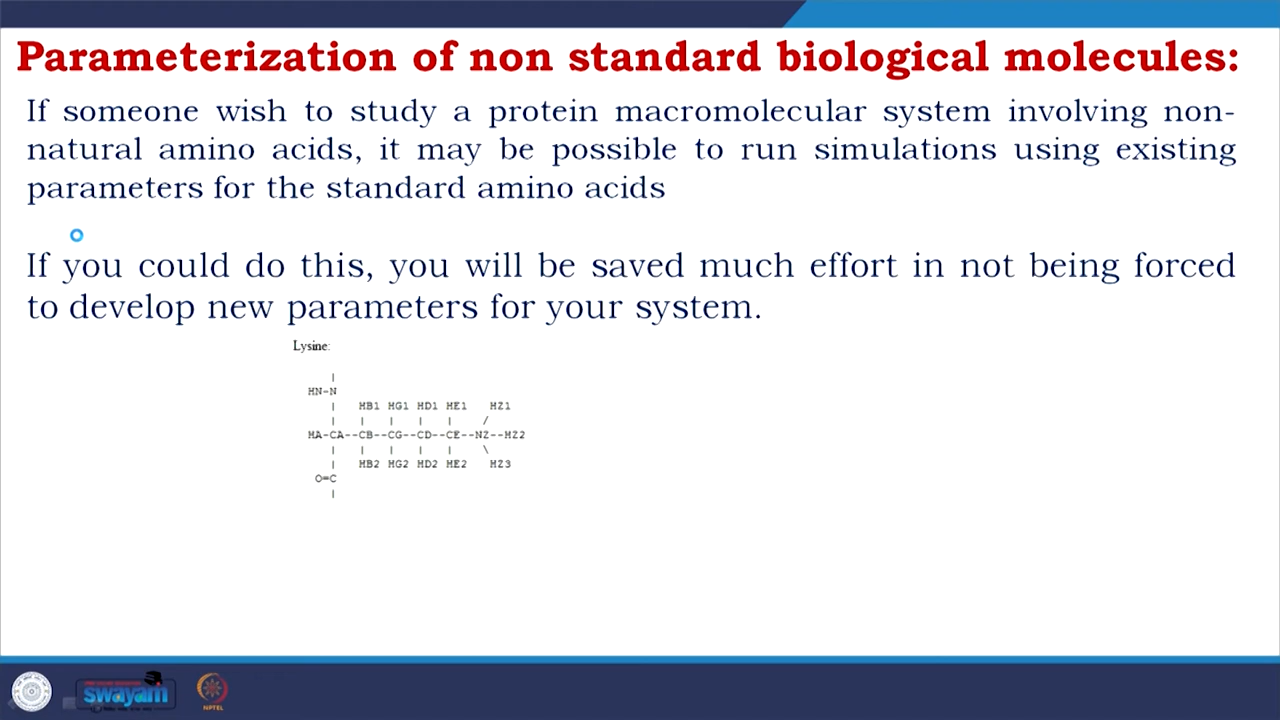 Parameterization of non standard biological molecules:
If someone wish to study a protein macromolecular system involving non-
natural amino acids, it may be possible to run simulations using existing
parameters for the standard amino acids
If you could do this, you will be saved much effort in not being forced
to develop new parameters for your system.
Lysine:
|
HN-N
| HB1 HG1 HD1 HE1 HZ1
| | | | | /
HA-CA--CB--CG--CD--CE--NZ--HZ2
| | | | | \
| HB2 HG2 HD2 HE2 HZ3
O=C
|
swayam
NPTEL